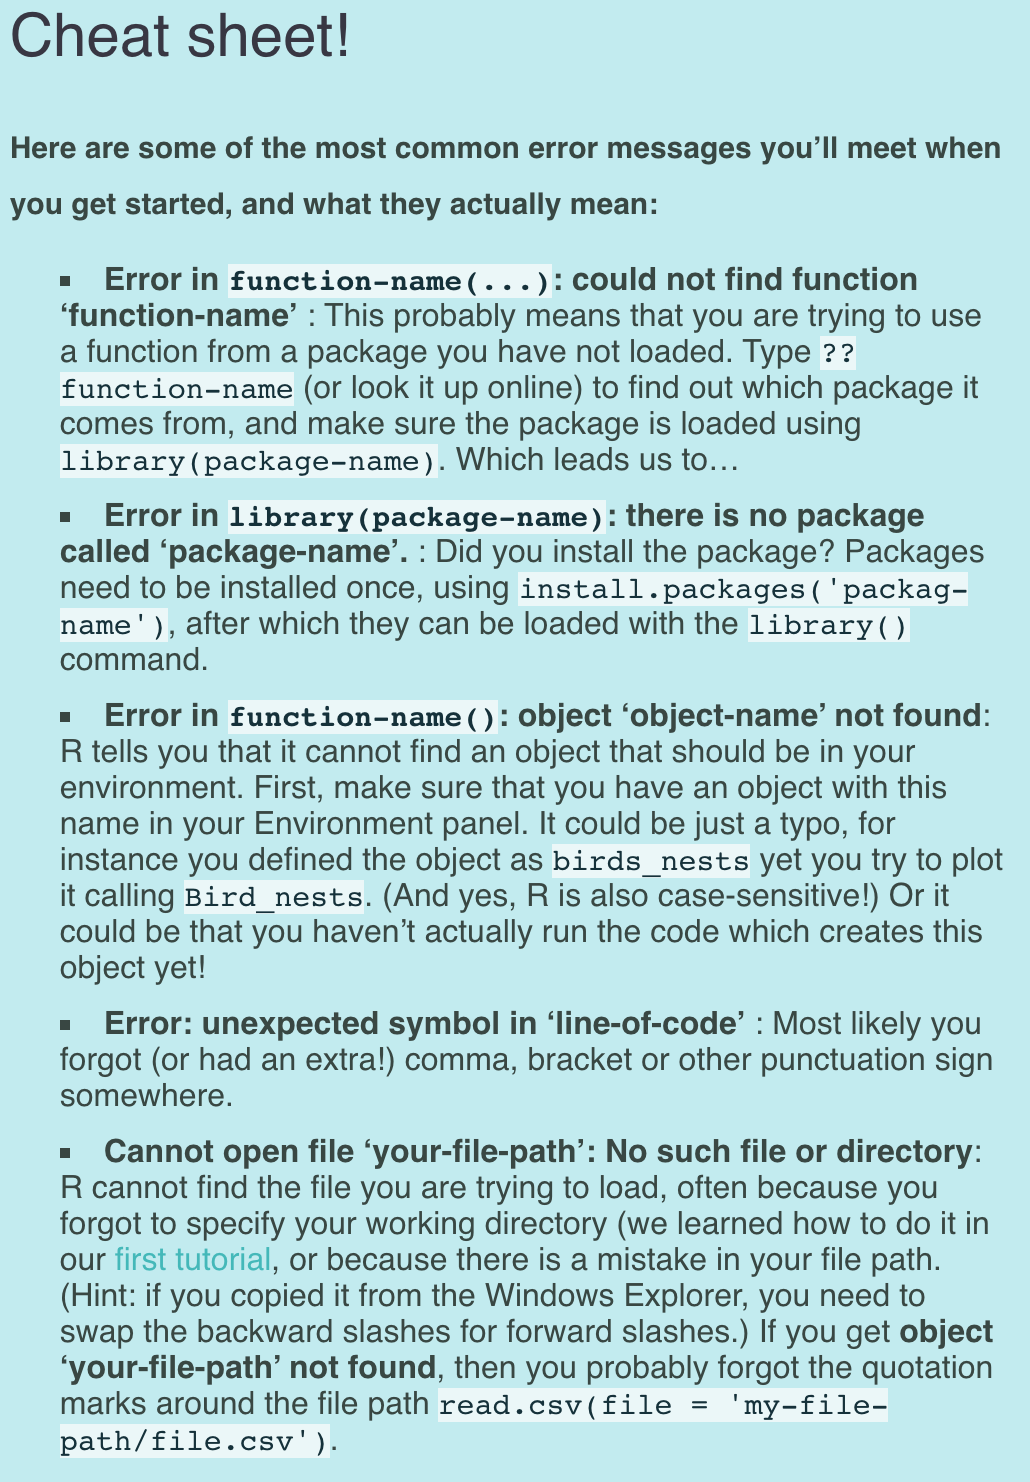 Cheat sheet!
Here are some of the most common error messages you’ll meet when
you get started, and what they actually mean:
▪ Error in function-name(...): could not find function
‘function-name’ : This probably means that you are trying to use
a function from a package you have not loaded. Type ??
function-name (or look it up online) to find out which package it
comes from, and make sure the package is loaded using
library(package-name). Which leads us to…
▪ Error in library(package-name): there is no package
called ‘package-name’. : Did you install the package? Packages
need to be installed once, using install.packages('packag-
name'), after which they can be loaded with the library()
command.
▪ Error in function-name(): object ‘object-name’ not found:
R tells you that it cannot find an object that should be in your
environment. First, make sure that you have an object with this
name in your Environment panel. It could be just a typo, for
instance you defined the object as birds_nests yet you try to plot
it calling Bird_nests. (And yes, R is also case-sensitive!) Or it
could be that you haven’t actually run the code which creates this
object yet!
▪ Error: unexpected symbol in ‘line-of-code’ : Most likely you
forgot (or had an extra!) comma, bracket or other punctuation sign
somewhere.
▪ Cannot open file ‘your-file-path’: No such file or directory:
R cannot find the file you are trying to load, often because you
forgot to specify your working directory (we learned how to do it in
our first tutorial, or because there is a mistake in your file path.
(Hint: if you copied it from the Windows Explorer, you need to
swap the backward slashes for forward slashes.) If you get object
‘your-file-path’ not found, then you probably forgot the quotation
marks around the file path read.csv(file = 'my-file-
path/file.csv').